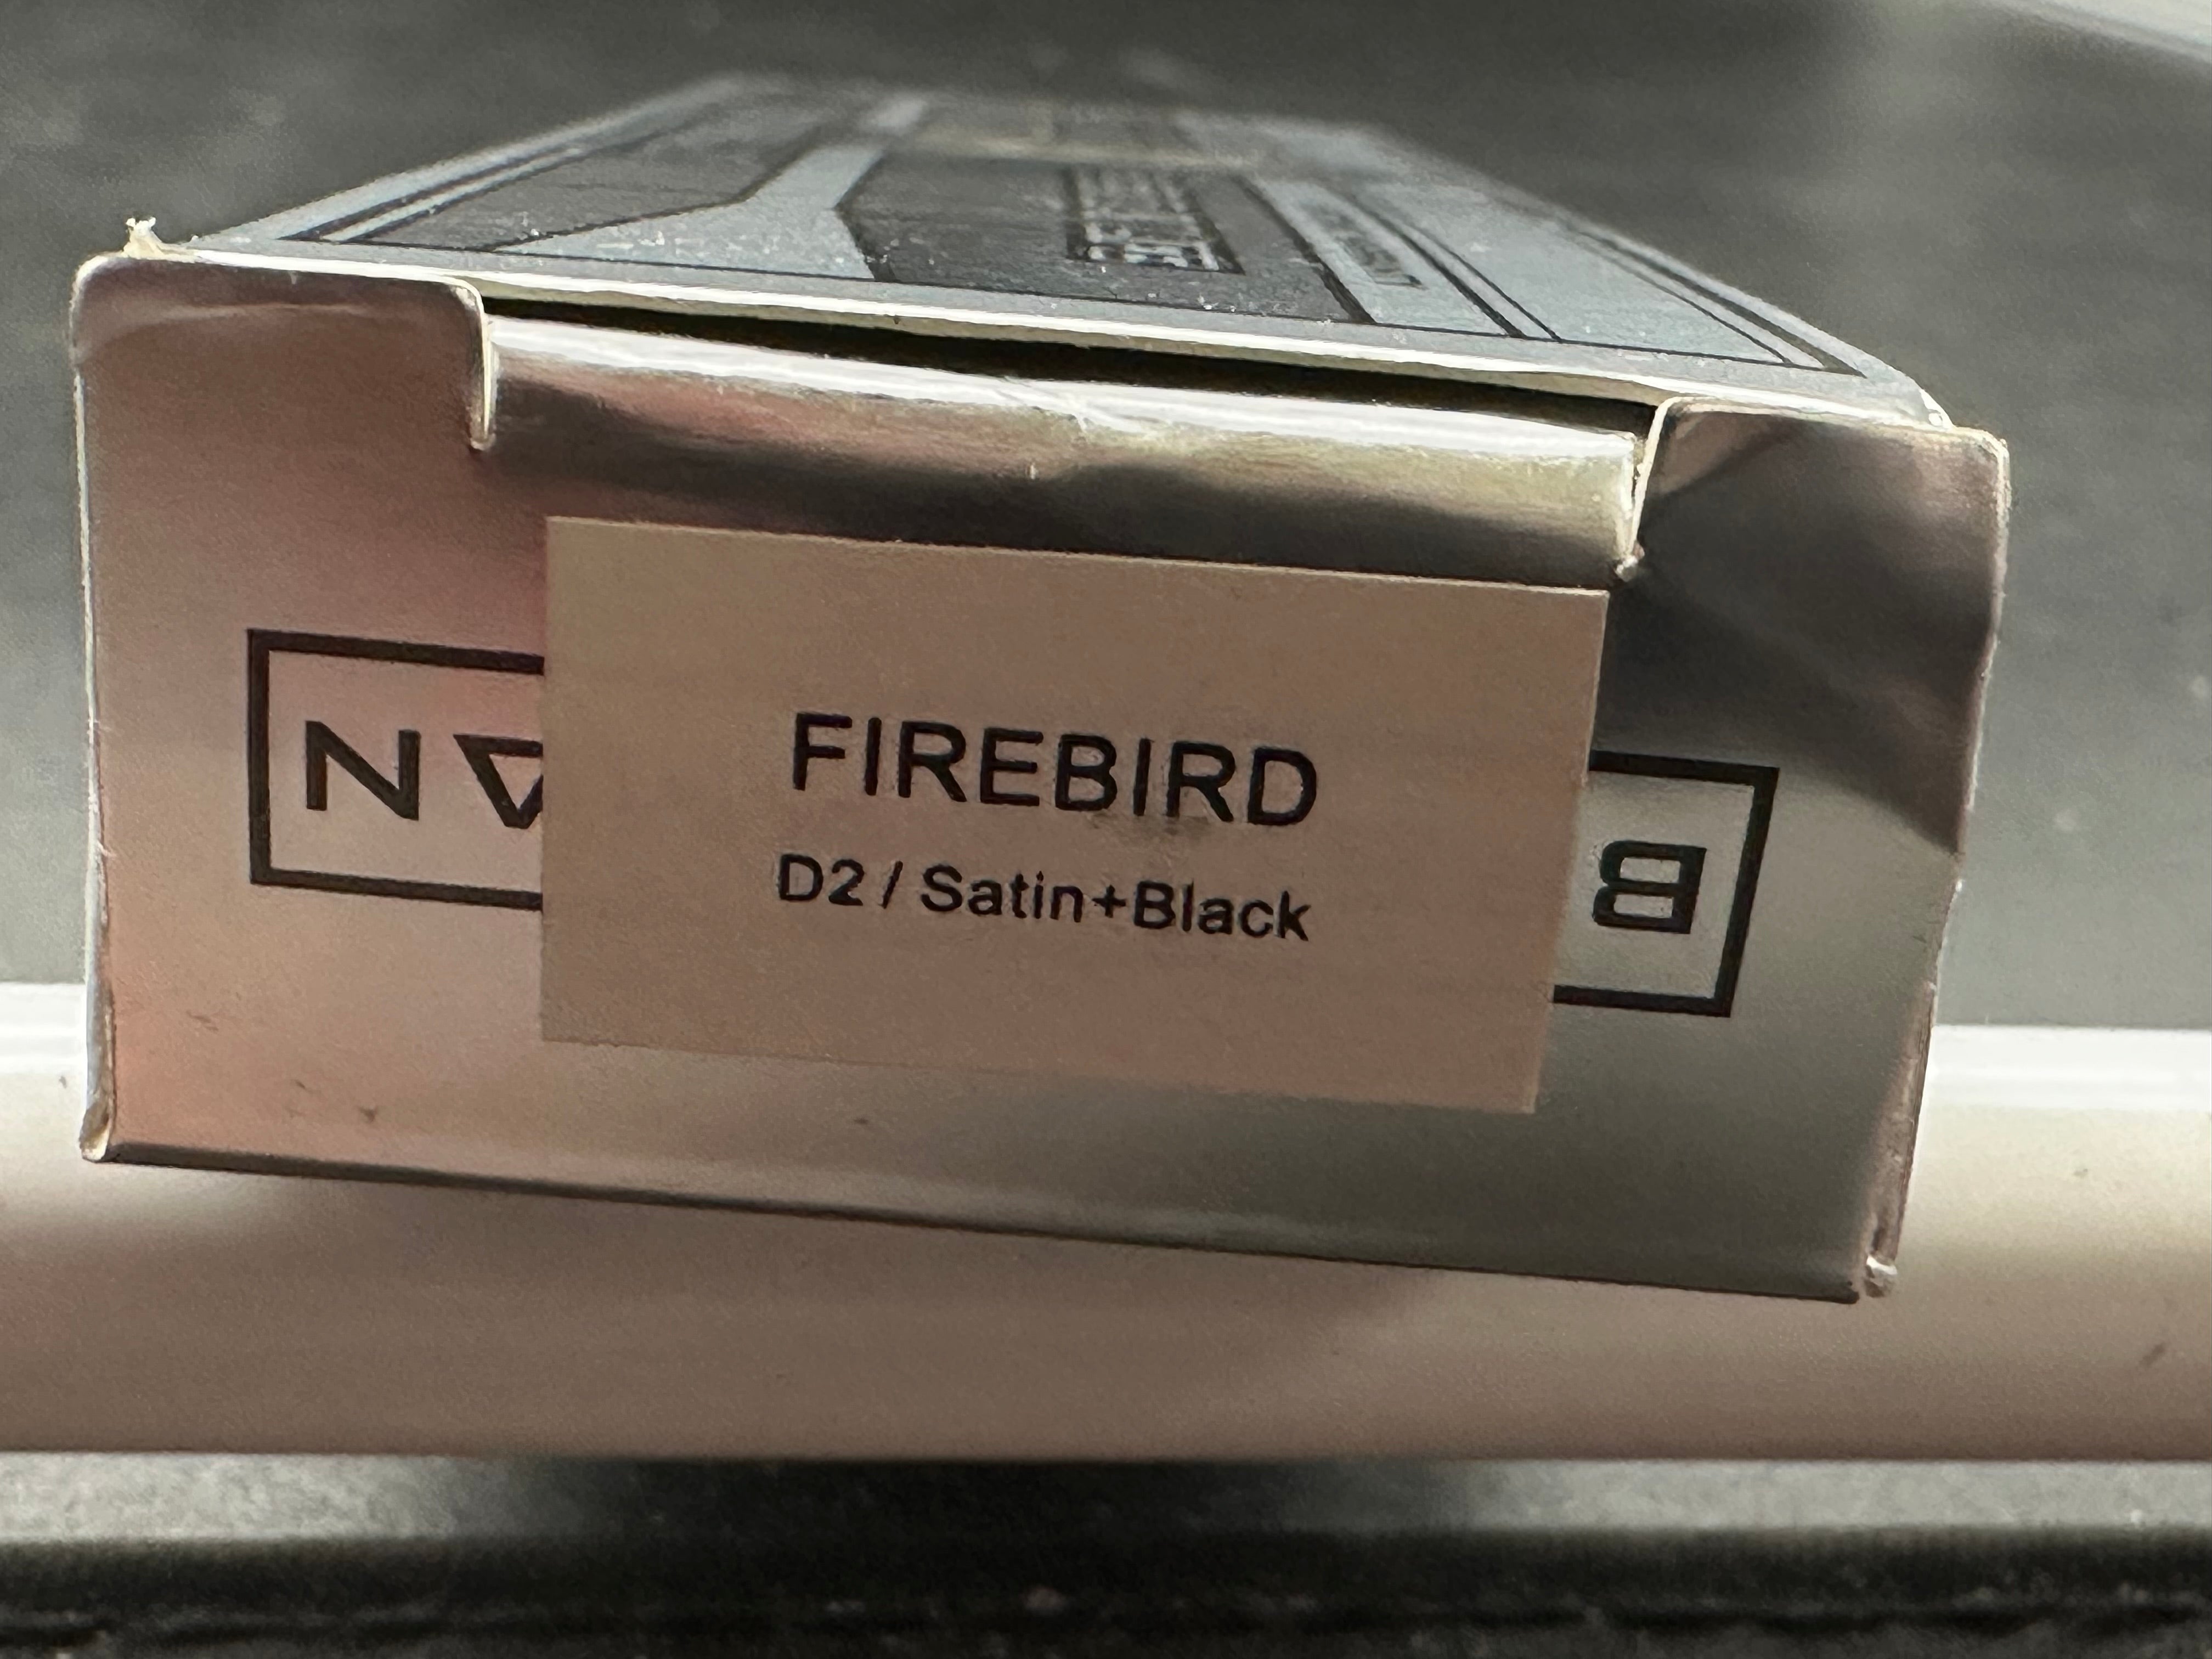 FIREBIRD
D2 / Satin+Black